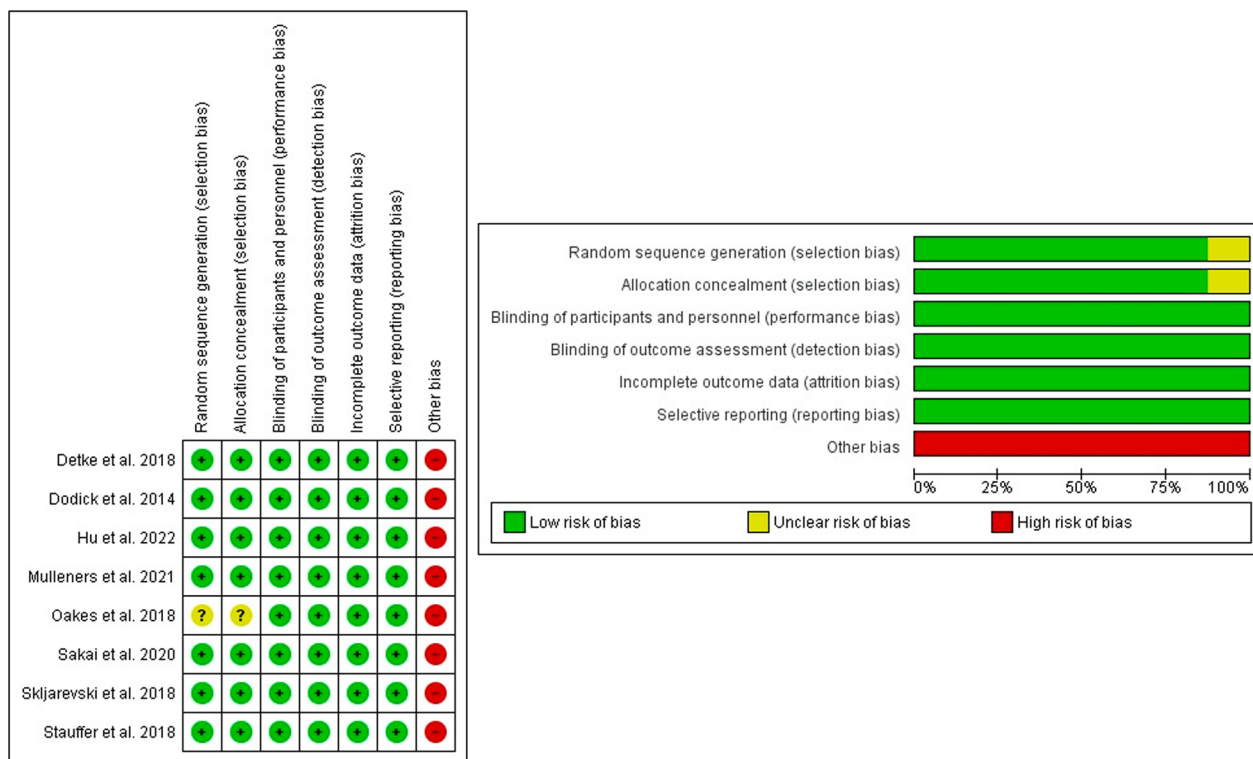 Random sequence generation (selection bias)
Allocation concealment (selection bias)
Blinding of participants and personnel (performance bias)
Blinding of outcome assessment (detection bias)
Incomplete outcome data (attrition bias)
Selective reporting (reporting bias)
Other bias
Detke et al. 2018 + + + + + + -
Dodick et al. 2014 + + + + + + -
Hu et al. 2022 + + + + + + -
Mulleners et al. 2021 + + + + + + -
Oakes et al. 2018 ? ? + + + + -
Sakai et al. 2020 + + + + + + -
Skljarevski et al. 2018 + + + + + + -
Stauffer et al. 2018 + + + + + + -
Random sequence generation (selection bias)
Allocation concealment (selection bias)
Blinding of participants and personnel (performance bias)
Blinding of outcome assessment (detection bias)
Incomplete outcome data (attrition bias)
Selective reporting (reporting bias)
Other bias
0% 25% 50% 75% 100%
Low risk of bias Unclear risk of bias High risk of bias